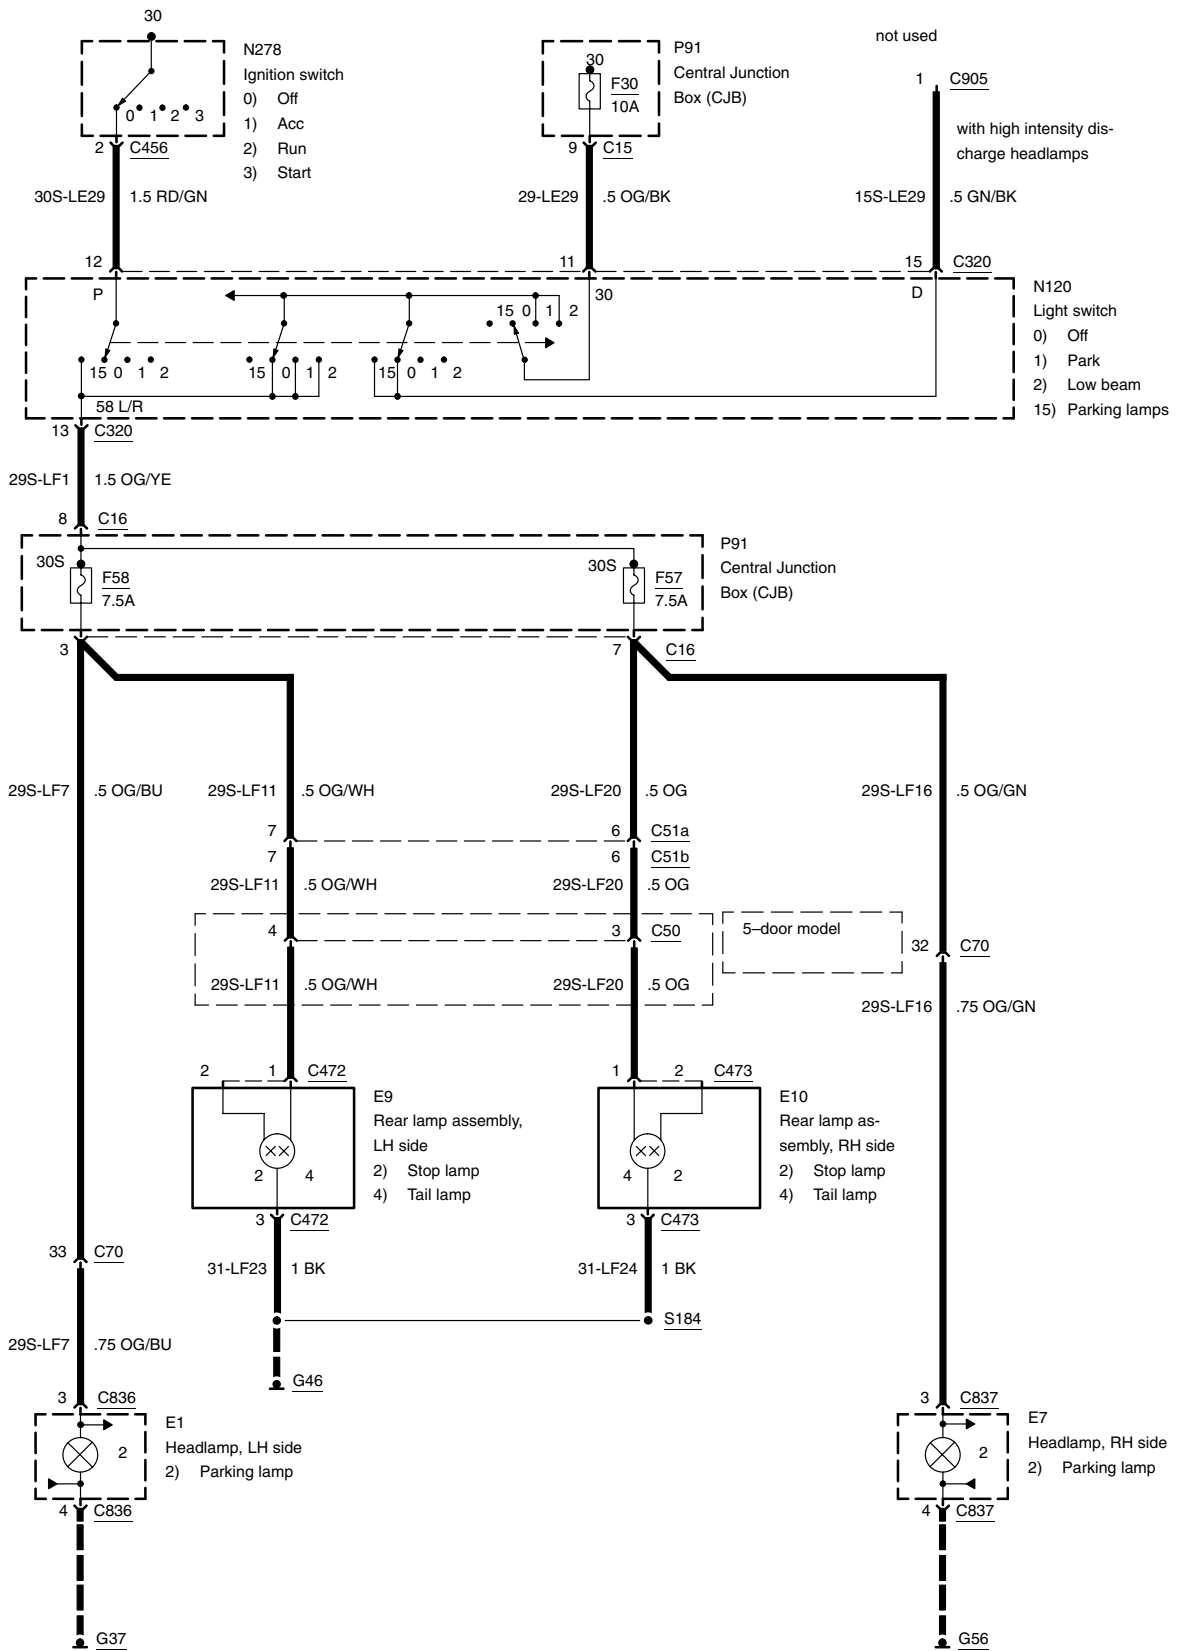 30
not used
N278
Ignition switch
0) Off
1) Acc
2) Run
3) Start
0 1 2 3
2 C456
30
F30
10A
P91
Central Junction
Box (CJB)
9 C15
1 C905
with high intensity dis-
charge headlamps
30S-LE29 1.5 RD/GN
29-LE29 .5 OG/BK
15S-LE29 .5 GN/BK
12
11
15 C320
P
30
D
N120
Light switch
0) Off
1) Park
2) Low beam
15) Parking lamps
15 0 1 2
15 0 1 2
15 0 1 2
15 0 1 2
58 L/R
13 C320
29S-LF1 1.5 OG/YE
8 C16
30S
F58
7.5A
30S
F57
7.5A
P91
Central Junction
Box (CJB)
3
7 C16
29S-LF7 .5 OG/BU
29S-LF11 .5 OG/WH
29S-LF20 .5 OG
29S-LF16 .5 OG/GN
7
6 C51a
7
6 C51b
29S-LF11 .5 OG/WH
29S-LF20 .5 OG
4
3 C50
5–door model
32 C70
29S-LF11 .5 OG/WH
29S-LF20 .5 OG
29S-LF16 .75 OG/GN
2 1 C472
1 2 C473
E9
Rear lamp assembly,
LH side
2) Stop lamp
4) Tail lamp
2 4
E10
Rear lamp as-
sembly, RH side
2) Stop lamp
4) Tail lamp
4 2
3 C472
3 C473
33 C70
31-LF23 1 BK
31-LF24 1 BK
S184
29S-LF7 .75 OG/BU
G46
3 C836
3 C837
E1
Headlamp, LH side
2) Parking lamp
2
E7
Headlamp, RH side
2) Parking lamp
2
4 C836
4 C837
G37
G56